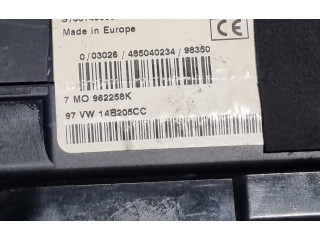 Made in Europe
CE
0/03026 / 485040234 / 98350
7 MO 962258K
97 VW 14B205CC